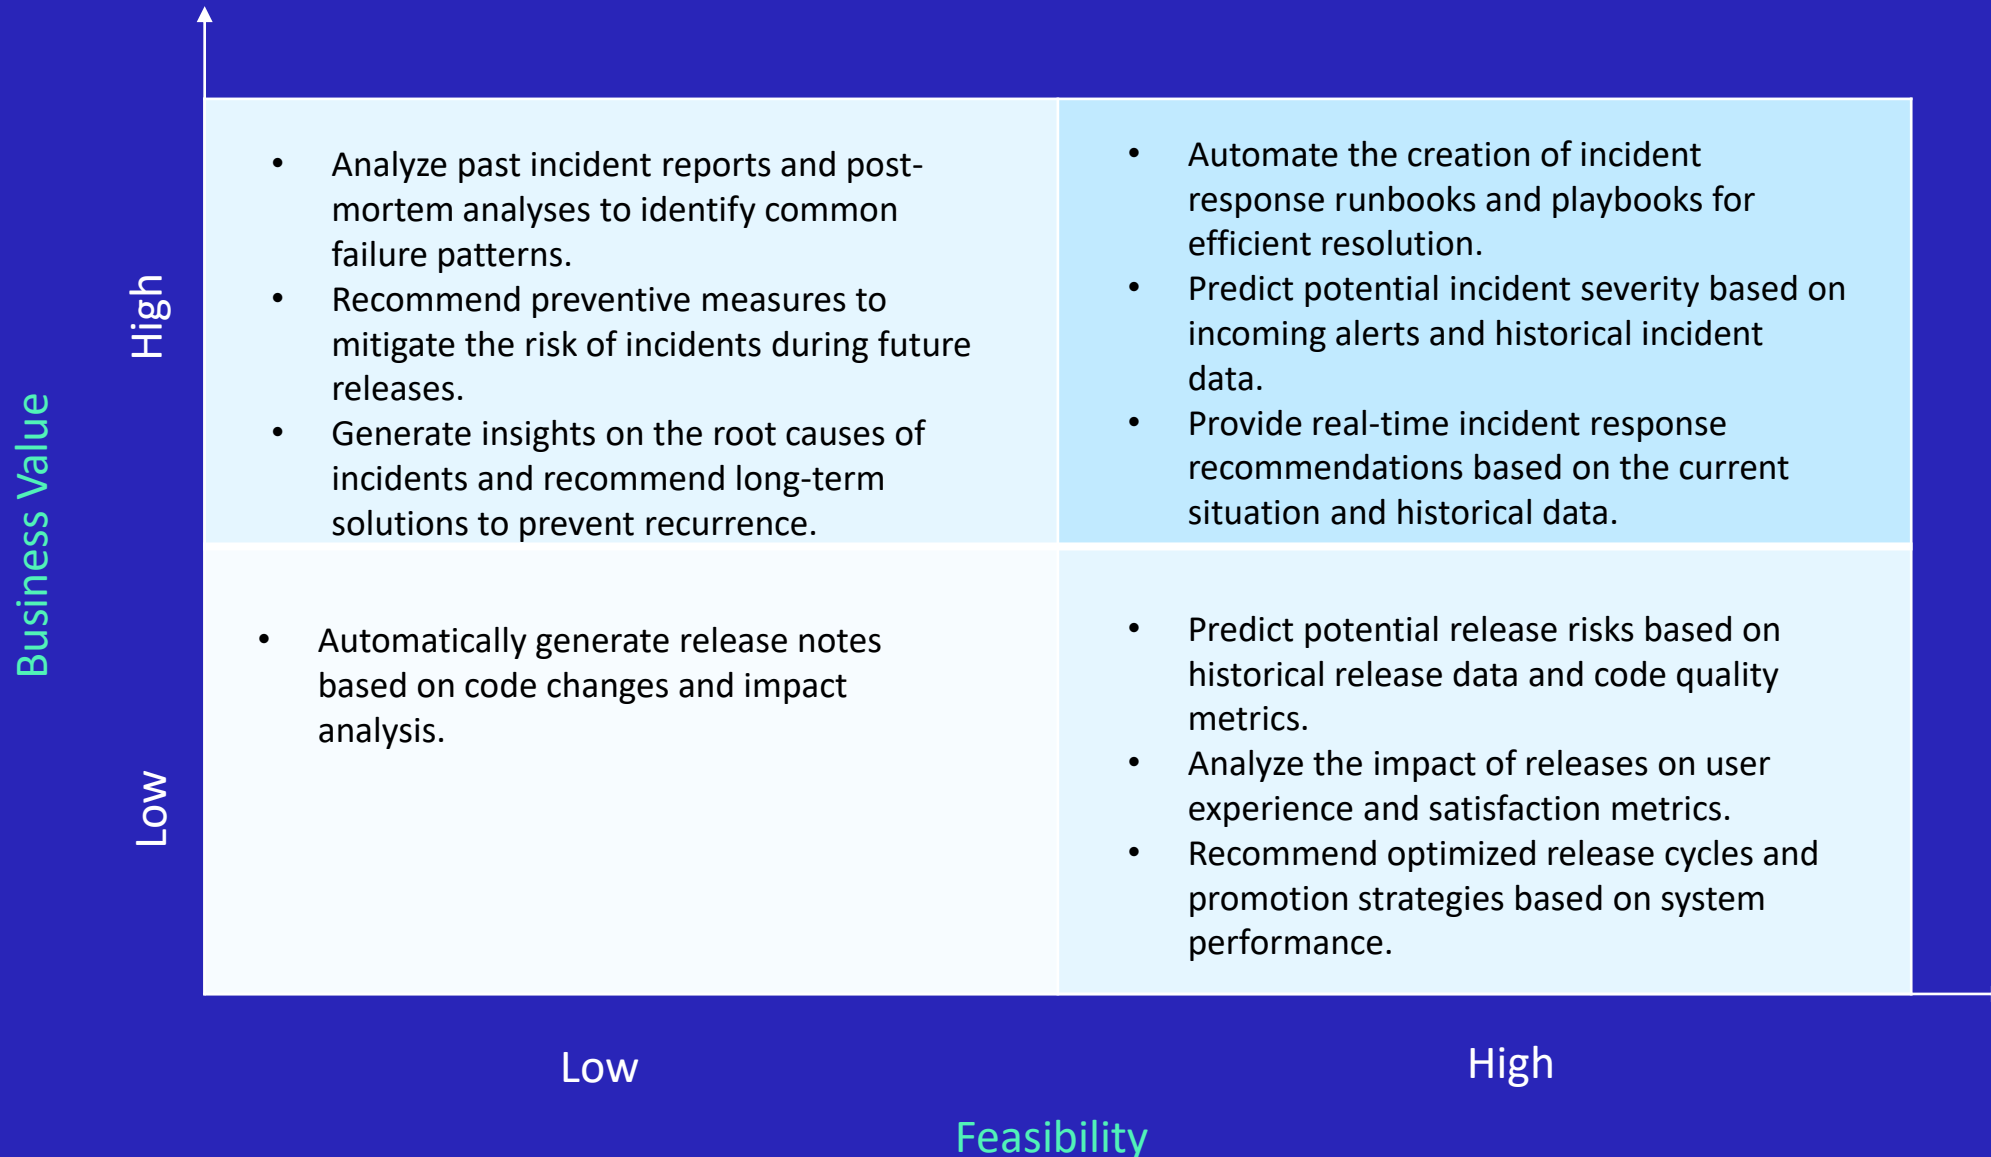 Business Value
High
Low
• Analyze past incident reports and post-
mortem analyses to identify common
failure patterns.
• Recommend preventive measures to
mitigate the risk of incidents during future
releases.
• Generate insights on the root causes of
incidents and recommend long-term
solutions to prevent recurrence.
• Automate the creation of incident
response runbooks and playbooks for
efficient resolution.
• Predict potential incident severity based on
incoming alerts and historical incident
data.
• Provide real-time incident response
recommendations based on the current
situation and historical data.
• Automatically generate release notes
based on code changes and impact
analysis.
• Predict potential release risks based on
historical release data and code quality
metrics.
• Analyze the impact of releases on user
experience and satisfaction metrics.
• Recommend optimized release cycles and
promotion strategies based on system
performance.
Low
High
Feasibility